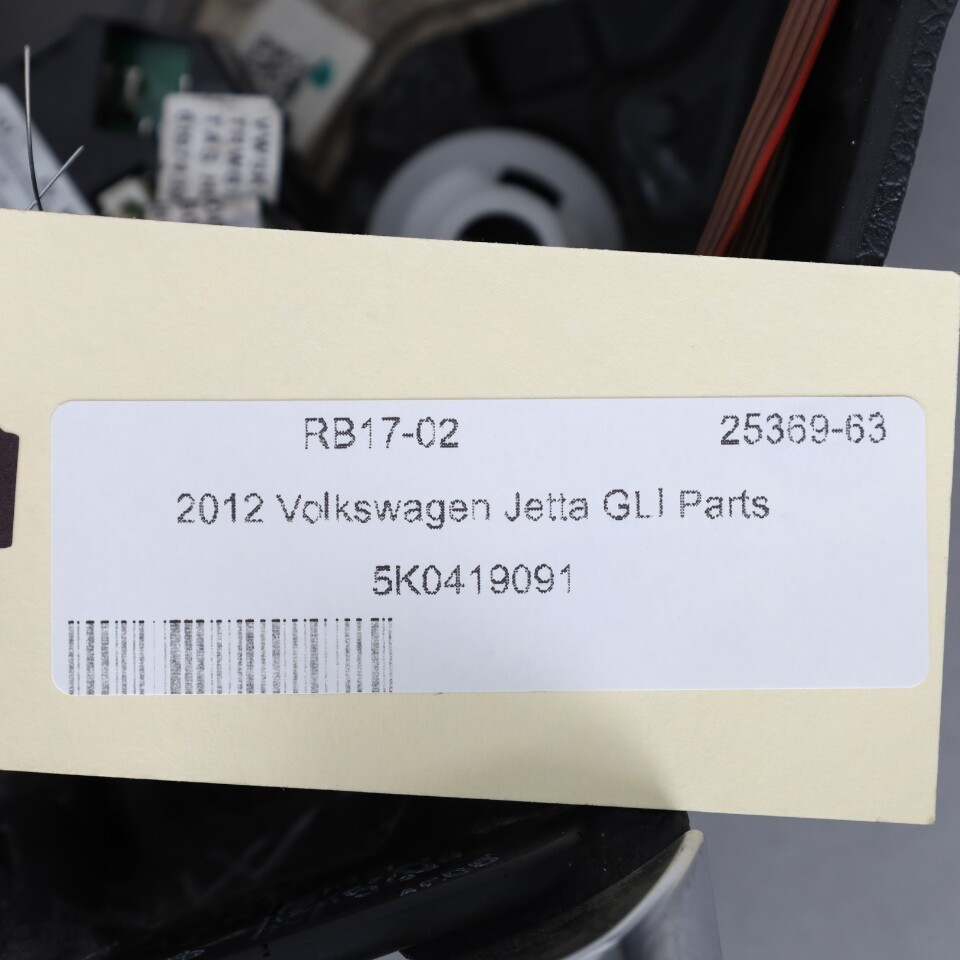 RB17-02 25369-63
2012 Volkswagen Jetta GLI Parts
5K0419091